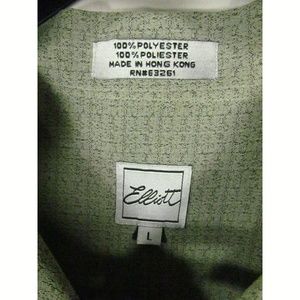 100% POLYESTER
100% POLIESTER
MADE IN HONG KONG
RN#63261
Elliott
L